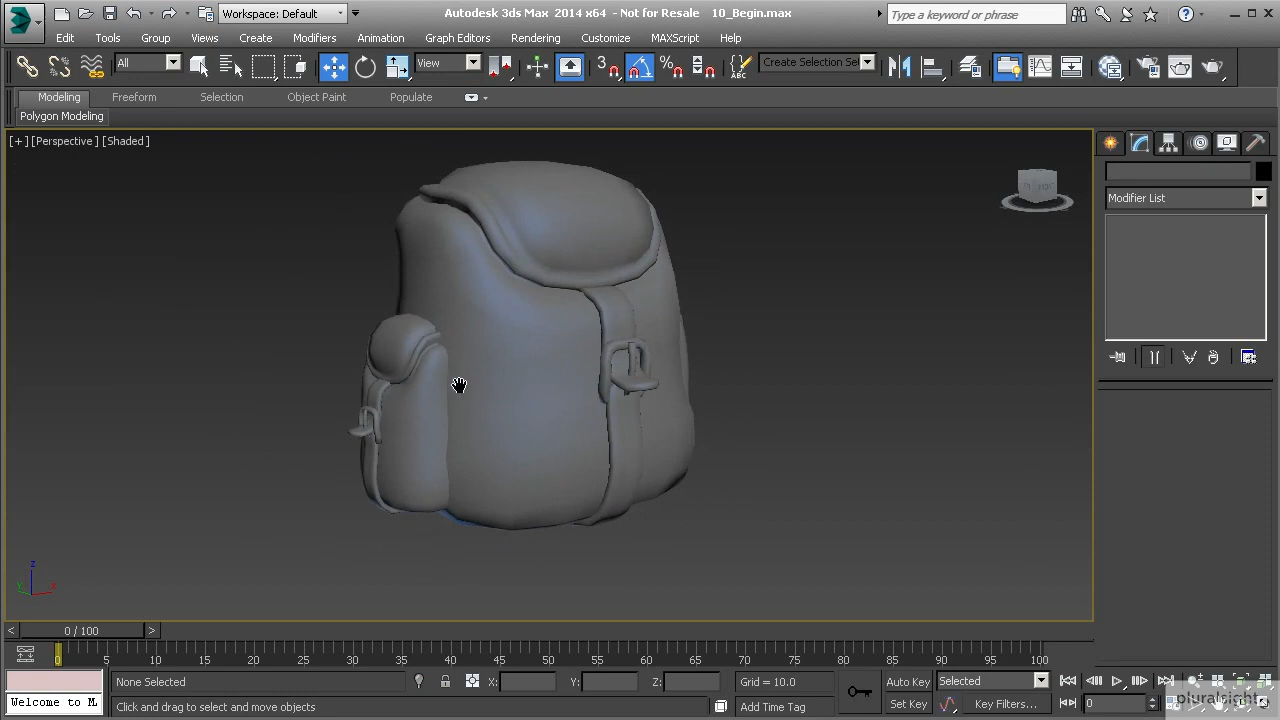 Workspace: Default
Autodesk 3ds Max 2014 x64 - Not for Resale 10_Begin.max
Type a keyword or phrase
Edit Tools Group Views Create Modifiers Animation Graph Editors Rendering Customize MAXScript Help
All View 3 Create Selection Se
Modeling Freeform Selection Object Paint Populate
Polygon Modeling
[+] [Perspective] [Shaded]
Modifier List
z
y x
< 0 / 100 >
0 5 10 15 20 25 30 35 40 45 50 55 60 65 70 75 80 85 90 95 100
None Selected X: Y: Z: Grid = 10.0 Auto Key Selected
Welcome to M Click and drag to select and move objects Add Time Tag Set Key Key Filters... 0
pluralsight